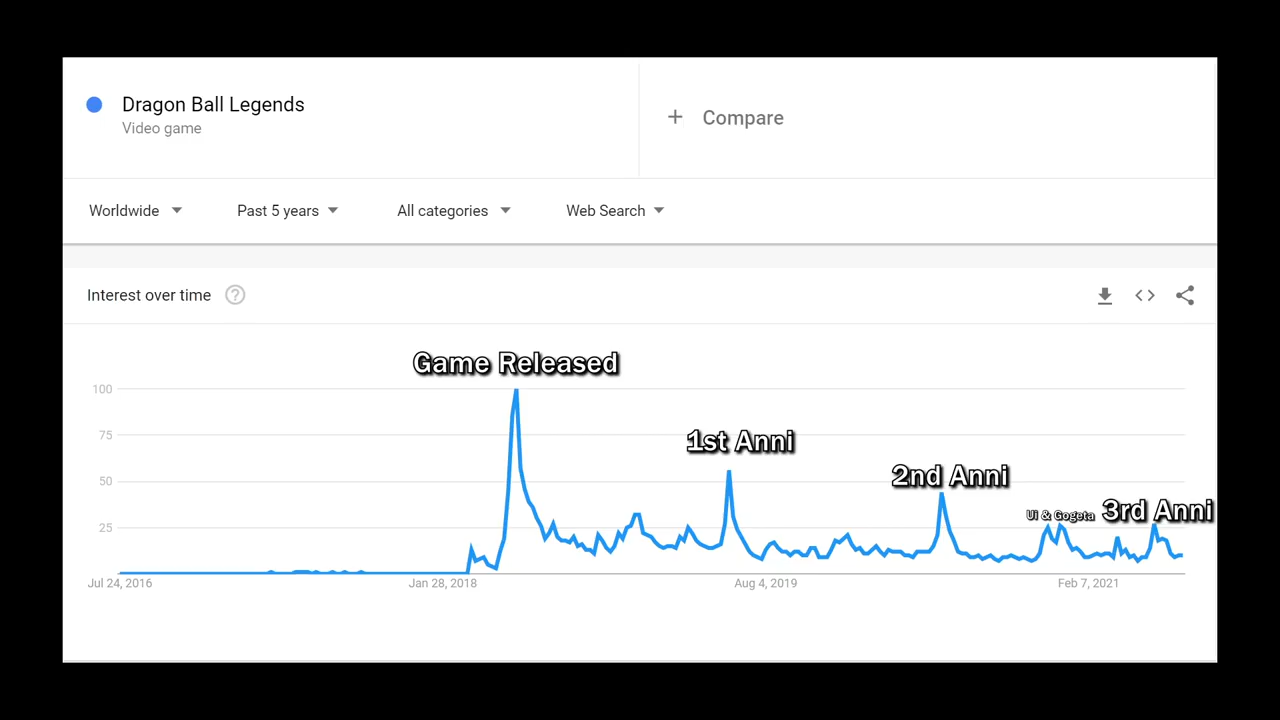 Dragon Ball Legends
Video game
+ Compare
Worldwide
Past 5 years
All categories
Web Search
Interest over time
?
Game Released
1st Anni
2nd Anni
Ui & Gogeta
3rd Anni
100
75
50
25
Jul 24, 2016
Jan 28, 2018
Aug 4, 2019
Feb 7, 2021